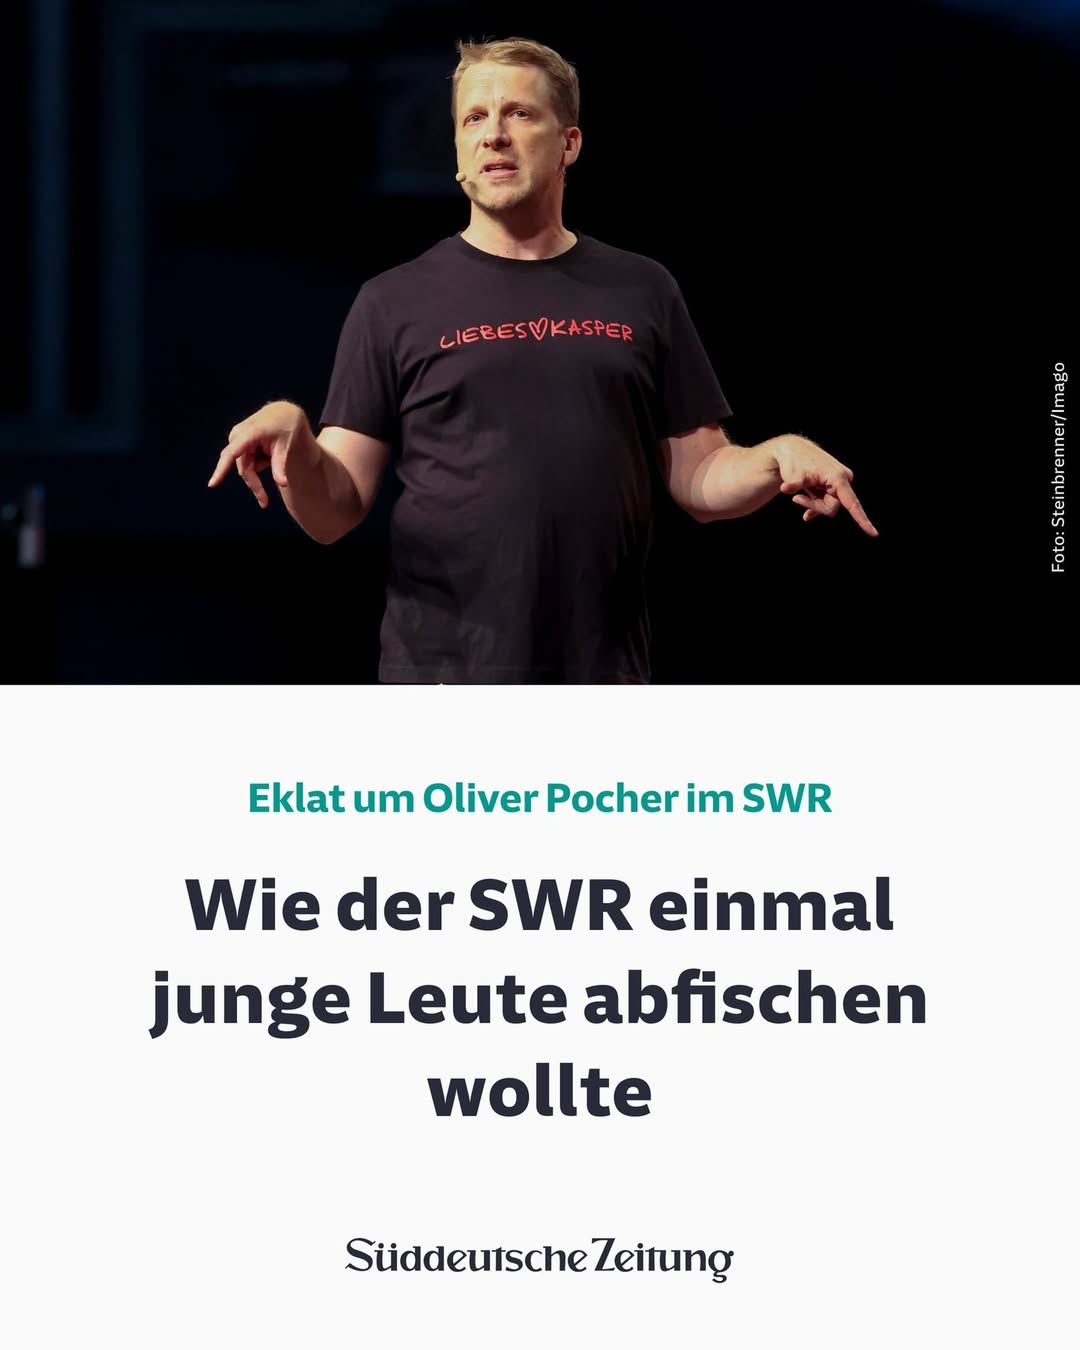 LIEBES♡KASPER
Foto: Steinbrenner/Imago
Eklat um Oliver Pocher im SWR
Wie der SWR einmal
junge Leute abfischen
wollte
Süddeutsche Zeitung